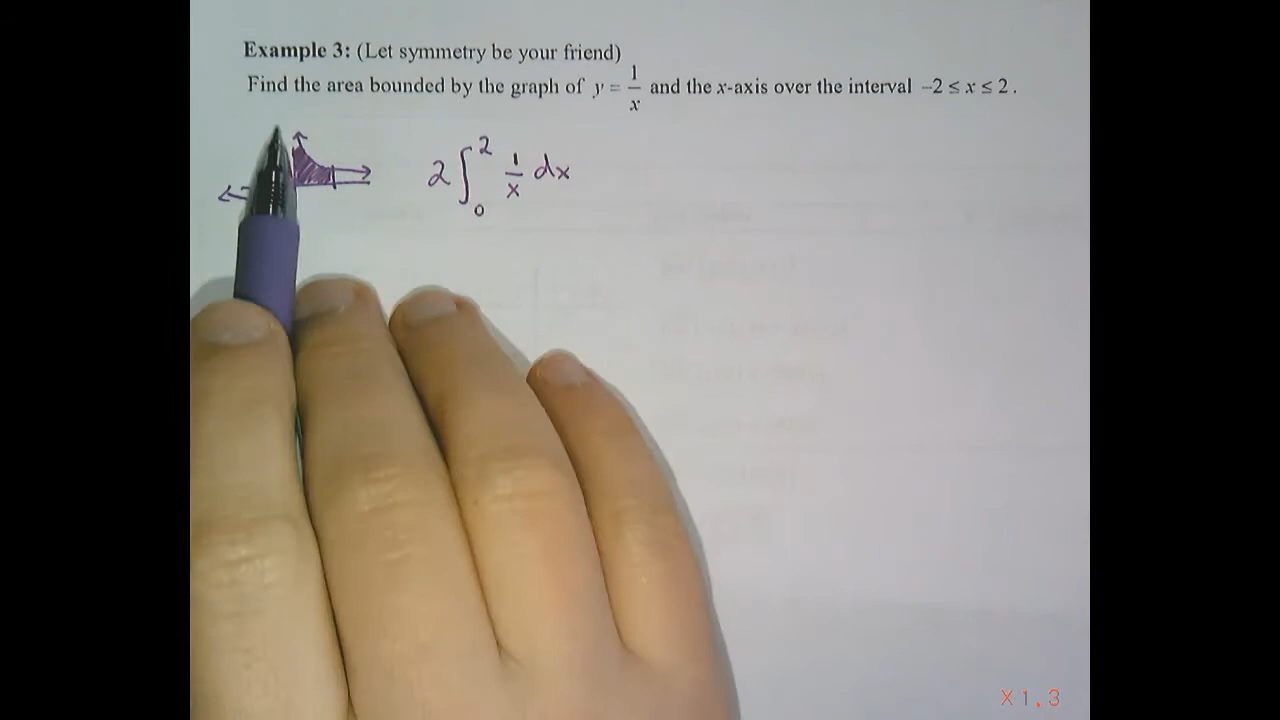 Example 3: (Let symmetry be your friend)
Find the area bounded by the graph of y = 1/x and the x-axis over the interval −2 ≤ x ≤ 2.
2 ∫₀² 1/x dx
X1,3